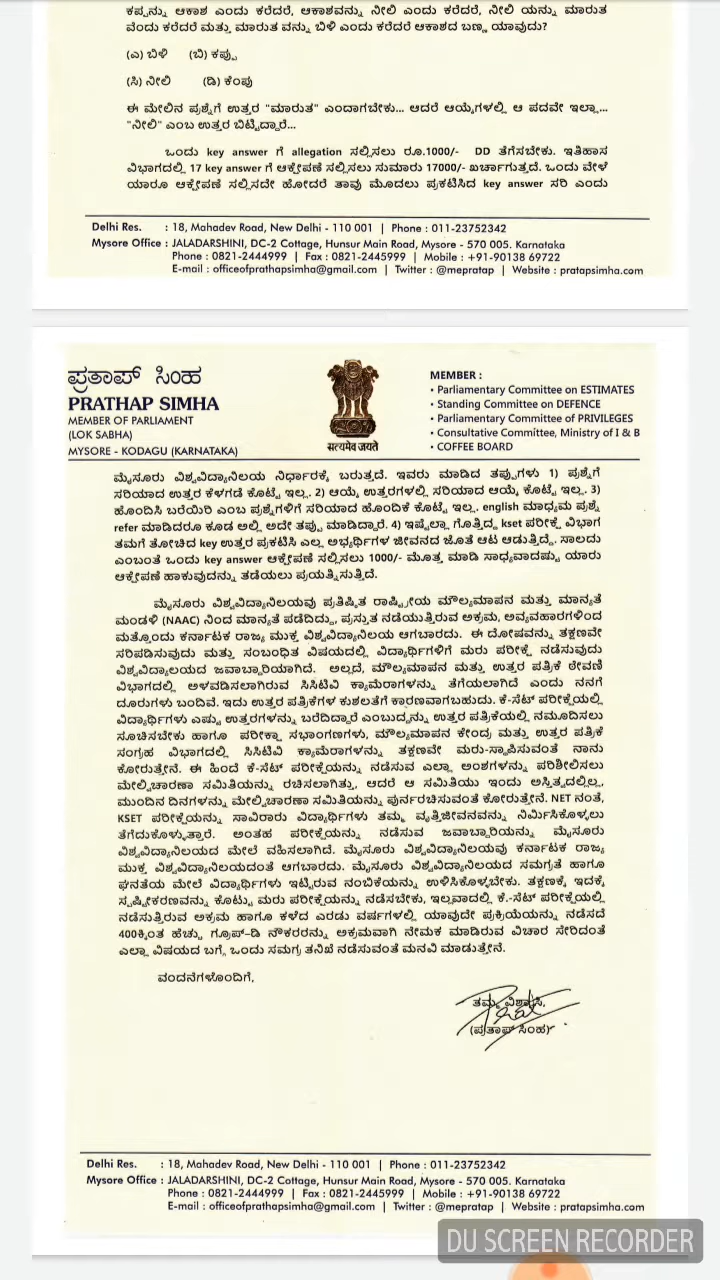 ಕಪ್ಪನ್ನು ಆಕಾಶ ಎಂದು ಕರೆದರೆ, ಆಕಾಶವನ್ನು ನೀಲಿ ಎಂದು ಕರೆದರೆ, ನೀಲಿ ಯನ್ನು ಮಾರುತ
ವೆಂದು ಕರೆದರೆ ಮತ್ತು ಮಾರುತ ವನ್ನು ಬಿಳಿ ಎಂದು ಕರೆದರೆ ಆಕಾಶದ ಬಣ್ಣ ಯಾವುದು?
(ಎ) ಬಿಳಿ (ಬಿ) ಕಪ್ಪು
(ಸಿ) ನೀಲಿ (ಡಿ) ಕೆಂಪು
ಈ ಮೇಲಿನ ಪ್ರಶ್ನೆಗೆ ಉತ್ತರ "ಮಾರುತ" ಎಂದಾಗಬೇಕು... ಆದರೆ ಆಯ್ಕೆಗಳಲ್ಲಿ ಆ ಪದವೇ ಇಲ್ಲಾ...
"ನೀಲಿ" ಎಂಬ ಉತ್ತರ ಬಿಟ್ಟಿದ್ದಾರೆ...
ಒಂದು key answer ಗೆ allegation ಸಲ್ಲಿಸಲು ರೂ.1000/- DD ತೆಗೆಸಬೇಕು. ಇತಿಹಾಸ
ವಿಭಾಗದಲ್ಲಿ 17 key answer ಗೆ ಆಕ್ಷೇಪಣೆ ಸಲ್ಲಿಸಲು ಸುಮಾರು 17000/- ಖರ್ಚಾಗುತ್ತದೆ. ಒಂದು ವೇಳೆ
ಯಾರೂ ಆಕ್ಷೇಪಣೆ ಸಲ್ಲಿಸದೇ ಹೋದರೆ ತಾವು ಮೊದಲು ಪ್ರಕಟಿಸಿದ key answer ಸರಿ ಎಂದು
Delhi Res. : 18, Mahadev Road, New Delhi - 110 001 | Phone : 011-23752342
Mysore Office : JALADARSHINI, DC-2 Cottage, Hunsur Main Road, Mysore - 570 005. Karnataka
Phone : 0821-2444999 | Fax : 0821-2445999 | Mobile : +91-90138 69722
E-mail : officeofprathapsimha@gmail.com | Twitter : @mepratap | Website : pratapsimha.com
ಪ್ರತಾಪ್ ಸಿಂಹ
PRATHAP SIMHA
MEMBER OF PARLIAMENT
(LOK SABHA)
MYSORE - KODAGU (KARNATAKA)
सत्यमेव जयते
MEMBER :
• Parliamentary Committee on ESTIMATES
• Standing Committee on DEFENCE
• Parliamentary Committee of PRIVILEGES
• Consultative Committee, Ministry of I & B
• COFFEE BOARD
ಮೈಸೂರು ವಿಶ್ವವಿದ್ಯಾನಿಲಯ ನಿರ್ಧಾರಕ್ಕೆ ಬರುತ್ತದೆ. ಇವರು ಮಾಡಿದ ತಪ್ಪುಗಳು 1) ಪ್ರಶ್ನೆಗೆ
ಸರಿಯಾದ ಉತ್ತರ ಕೆಳಗಡೆ ಕೊಟ್ಟೆ ಇಲ್ಲ. 2) ಆಯ್ಕೆ ಉತ್ತರಗಳಲ್ಲಿ ಸರಿಯಾದ ಆಯ್ಕೆ ಕೊಟ್ಟೆ ಇಲ್ಲ. 3)
ಹೊಂದಿಸಿ ಬರೆಯಿರಿ ಎಂಬ ಪ್ರಶ್ನೆಗಳಿಗೆ ಸರಿಯಾದ ಹೊಂದಿಕೆ ಕೊಟ್ಟೆ ಇಲ್ಲ. english ಮಾಧ್ಯಮ ಪ್ರಶ್ನೆ
refer ಮಾಡಿದರೂ ಕೂಡ ಅಲ್ಲಿ ಅದೇ ತಪ್ಪು ಮಾಡಿದ್ದಾರೆ. 4) ಇಷ್ಟೆಲ್ಲಾ ಗೊತ್ತಿದ್ದ kset ಪರೀಕ್ಷೆ ವಿಭಾಗ
ತಮಗೆ ತೋಚಿದ key ಉತ್ತರ ಪ್ರಕಟಿಸಿ ಎಲ್ಲ ಅಭ್ಯರ್ಥಿಗಳ ಜೀವನದ ಜೊತೆ ಆಟ ಆಡುತ್ತಿದ್ದೆ. ಸಾಲದು
ಎಂಬಂತೆ ಒಂದು key answer ಆಕ್ಷೇಪಣೆ ಸಲ್ಲಿಸಲು 1000/- ಮೊತ್ತ ಮಾಡಿ ಸಾಧ್ಯವಾದಷ್ಟು ಯಾರು
ಆಕ್ಷೇಪಣೆ ಹಾಕುವುದನ್ನು ತಡೆಯಲು ಪ್ರಯತ್ನಿಸುತ್ತಿದೆ.
ಮೈಸೂರು ವಿಶ್ವವಿದ್ಯಾನಿಲಯವು ಪ್ರತಿಷ್ಠಿತ ರಾಷ್ಟ್ರೀಯ ಮೌಲ್ಯಮಾಪನ ಮತ್ತು ಮಾನ್ಯತೆ
ಮಂಡಳಿ (NAAC) ನಿಂದ ಮಾನ್ಯತೆ ಪಡೆದಿದ್ದು, ಪ್ರಸ್ತುತ ನಡೆಯುತ್ತಿರುವ ಅಕ್ರಮ, ಅವ್ಯವಹಾರಗಳಿಂದ
ಮತ್ತೊಂದು ಕರ್ನಾಟಕ ರಾಜ್ಯ ಮುಕ್ತ ವಿಶ್ವವಿದ್ಯಾನಿಲಯ ಆಗಬಾರದು. ಈ ದೋಷವನ್ನು ತಕ್ಷಣವೇ
ಸರಿಪಡಿಸುವುದು ಮತ್ತು ಸಂಬಂಧಿತ ವಿಷಯದಲ್ಲಿ ವಿದ್ಯಾರ್ಥಿಗಳಿಗೆ ಮರು ಪರೀಕ್ಷೆ ನಡೆಸುವುದು
ವಿಶ್ವವಿದ್ಯಾಲಯದ ಜವಾಬ್ದಾರಿಯಾಗಿದೆ. ಅಲ್ಲದೆ, ಮೌಲ್ಯಮಾಪನ ಮತ್ತು ಉತ್ತರ ಪತ್ರಿಕೆ ಠೇವಣಿ
ವಿಭಾಗದಲ್ಲಿ ಅಳವಡಿಸಲಾಗಿರುವ ಸಿಸಿಟಿವಿ ಕ್ಯಾಮೆರಾಗಳನ್ನು ತೆಗೆಯಲಾಗಿದೆ ಎಂದು ನನಗೆ
ದೂರುಗಳು ಬಂದಿವೆ. ಇದು ಉತ್ತರ ಪತ್ರಿಕೆಗಳ ಕುಶಲತೆಗೆ ಕಾರಣವಾಗಬಹುದು. ಕೆ-ಸೆಟ್ ಪರೀಕ್ಷೆಯಲ್ಲಿ
ವಿದ್ಯಾರ್ಥಿಗಳು ಎಷ್ಟು ಉತ್ತರಗಳನ್ನು ಬರೆದಿದ್ದಾರೆ ಎಂಬುದನ್ನು ಉತ್ತರ ಪತ್ರಿಕೆಯಲ್ಲಿ ನಮೂದಿಸಲು
ಸೂಚಿಸಬೇಕು ಹಾಗೂ ಪರೀಕ್ಷಾ ಸಭಾಂಗಣಗಳು, ಮೌಲ್ಯಮಾಪನ ಕೇಂದ್ರ ಮತ್ತು ಉತ್ತರ ಪತ್ರಿಕೆ
ಸಂಗ್ರಹ ವಿಭಾಗದಲ್ಲಿ ಸಿಸಿಟಿವಿ ಕ್ಯಾಮೆರಾಗಳನ್ನು ತಕ್ಷಣವೇ ಮರು-ಸ್ಥಾಪಿಸುವಂತೆ ನಾನು
ಕೋರುತ್ತೇನೆ. ಈ ಹಿಂದೆ ಕೆ-ಸೆಟ್ ಪರೀಕ್ಷೆಯನ್ನು ನಡೆಸುವ ಎಲ್ಲಾ ಅಂಶಗಳನ್ನು ಪರಿಶೀಲಿಸಲು
ಮೇಲ್ವಿಚಾರಣಾ ಸಮಿತಿಯನ್ನು ರಚಿಸಲಾಗಿತ್ತು, ಆದರೆ ಆ ಸಮಿತಿಯು ಇಂದು ಅಸ್ತಿತ್ವದಲ್ಲಿಲ್ಲ,
ಮುಂದಿನ ದಿನಗಳನ್ನು ಮೇಲ್ವಿಚಾರಣಾ ಸಮಿತಿಯನ್ನು ಪುರ್ನರಚಿಸುವಂತೆ ಕೋರುತ್ತೇನೆ. NET ನಂತೆ,
KSET ಪರೀಕ್ಷೆಯನ್ನು ಸಾವಿರಾರು ವಿದ್ಯಾರ್ಥಿಗಳು ತಮ್ಮ ವೃತ್ತಿಜೀವನವನ್ನು ನಿರ್ಮಿಸಿಕೊಳ್ಳಲು
ತೆಗೆದುಕೊಳ್ಳುತ್ತಾರೆ. ಅಂತಹ ಪರೀಕ್ಷೆಯನ್ನು ನಡೆಸುವ ಜವಾಬ್ದಾರಿಯನ್ನು ಮೈಸೂರು
ವಿಶ್ವವಿದ್ಯಾನಿಲಯದ ಮೇಲೆ ವಹಿಸಲಾಗಿದೆ. ಮೈಸೂರು ವಿಶ್ವವಿದ್ಯಾನಿಲಯವು ಕರ್ನಾಟಕ ರಾಜ್ಯ
ಮುಕ್ತ ವಿಶ್ವವಿದ್ಯಾನಿಲಯದಂತೆ ಆಗಬಾರದು. ಮೈಸೂರು ವಿಶ್ವವಿದ್ಯಾನಿಲಯದ ಸಮಗ್ರತೆ ಹಾಗೂ
ಘನತೆಯ ಮೇಲೆ ವಿದ್ಯಾರ್ಥಿಗಳು ಇಟ್ಟಿರುವ ನಂಬಿಕೆಯನ್ನು ಉಳಿಸಿಕೊಳ್ಳಬೇಕು. ತಕ್ಷಣಕ್ಕೆ ಇದಕ್ಕೆ
ಸ್ಪಷ್ಟೀಕರಣವನ್ನು ಕೊಟ್ಟು ಮರು ಪರೀಕ್ಷೆಯನ್ನು ನಡೆಸಬೇಕು, ಇಲ್ಲವಾದಲ್ಲಿ ಕೆ.-ಸೆಟ್ ಪರೀಕ್ಷೆಯಲ್ಲಿ
ನಡೆಸುತ್ತಿರುವ ಅಕ್ರಮ ಹಾಗೂ ಕಳೆದ ಎರಡು ವರ್ಷಗಳಲ್ಲಿ ಯಾವುದೇ ಪ್ರಕ್ರಿಯೆಯನ್ನು ನಡೆಸದೆ
400ಕ್ಕಿಂತ ಹೆಚ್ಚು ಗ್ರೂಪ್-ಡಿ ನೌಕರರನ್ನು ಅಕ್ರಮವಾಗಿ ನೇಮಕ ಮಾಡಿರುವ ವಿಚಾರ ಸೇರಿದಂತೆ
ಎಲ್ಲಾ ವಿಷಯದ ಬಗ್ಗೆ ಒಂದು ಸಮಗ್ರ ತನಿಖೆ ನಡೆಸುವಂತೆ ಮನವಿ ಮಾಡುತ್ತೇನೆ.
ವಂದನೆಗಳೊಂದಿಗೆ,
ತಮ್ಮ ವಿಶ್ವಾಸಿ,
(ಪ್ರತಾಪ್ ಸಿಂಹ)
Delhi Res. : 18, Mahadev Road, New Delhi - 110 001 | Phone : 011-23752342
Mysore Office : JALADARSHINI, DC-2 Cottage, Hunsur Main Road, Mysore - 570 005. Karnataka
Phone : 0821-2444999 | Fax : 0821-2445999 | Mobile : +91-90138 69722
E-mail : officeofprathapsimha@gmail.com | Twitter : @mepratap | Website : pratapsimha.com
DU SCREEN RECORDER